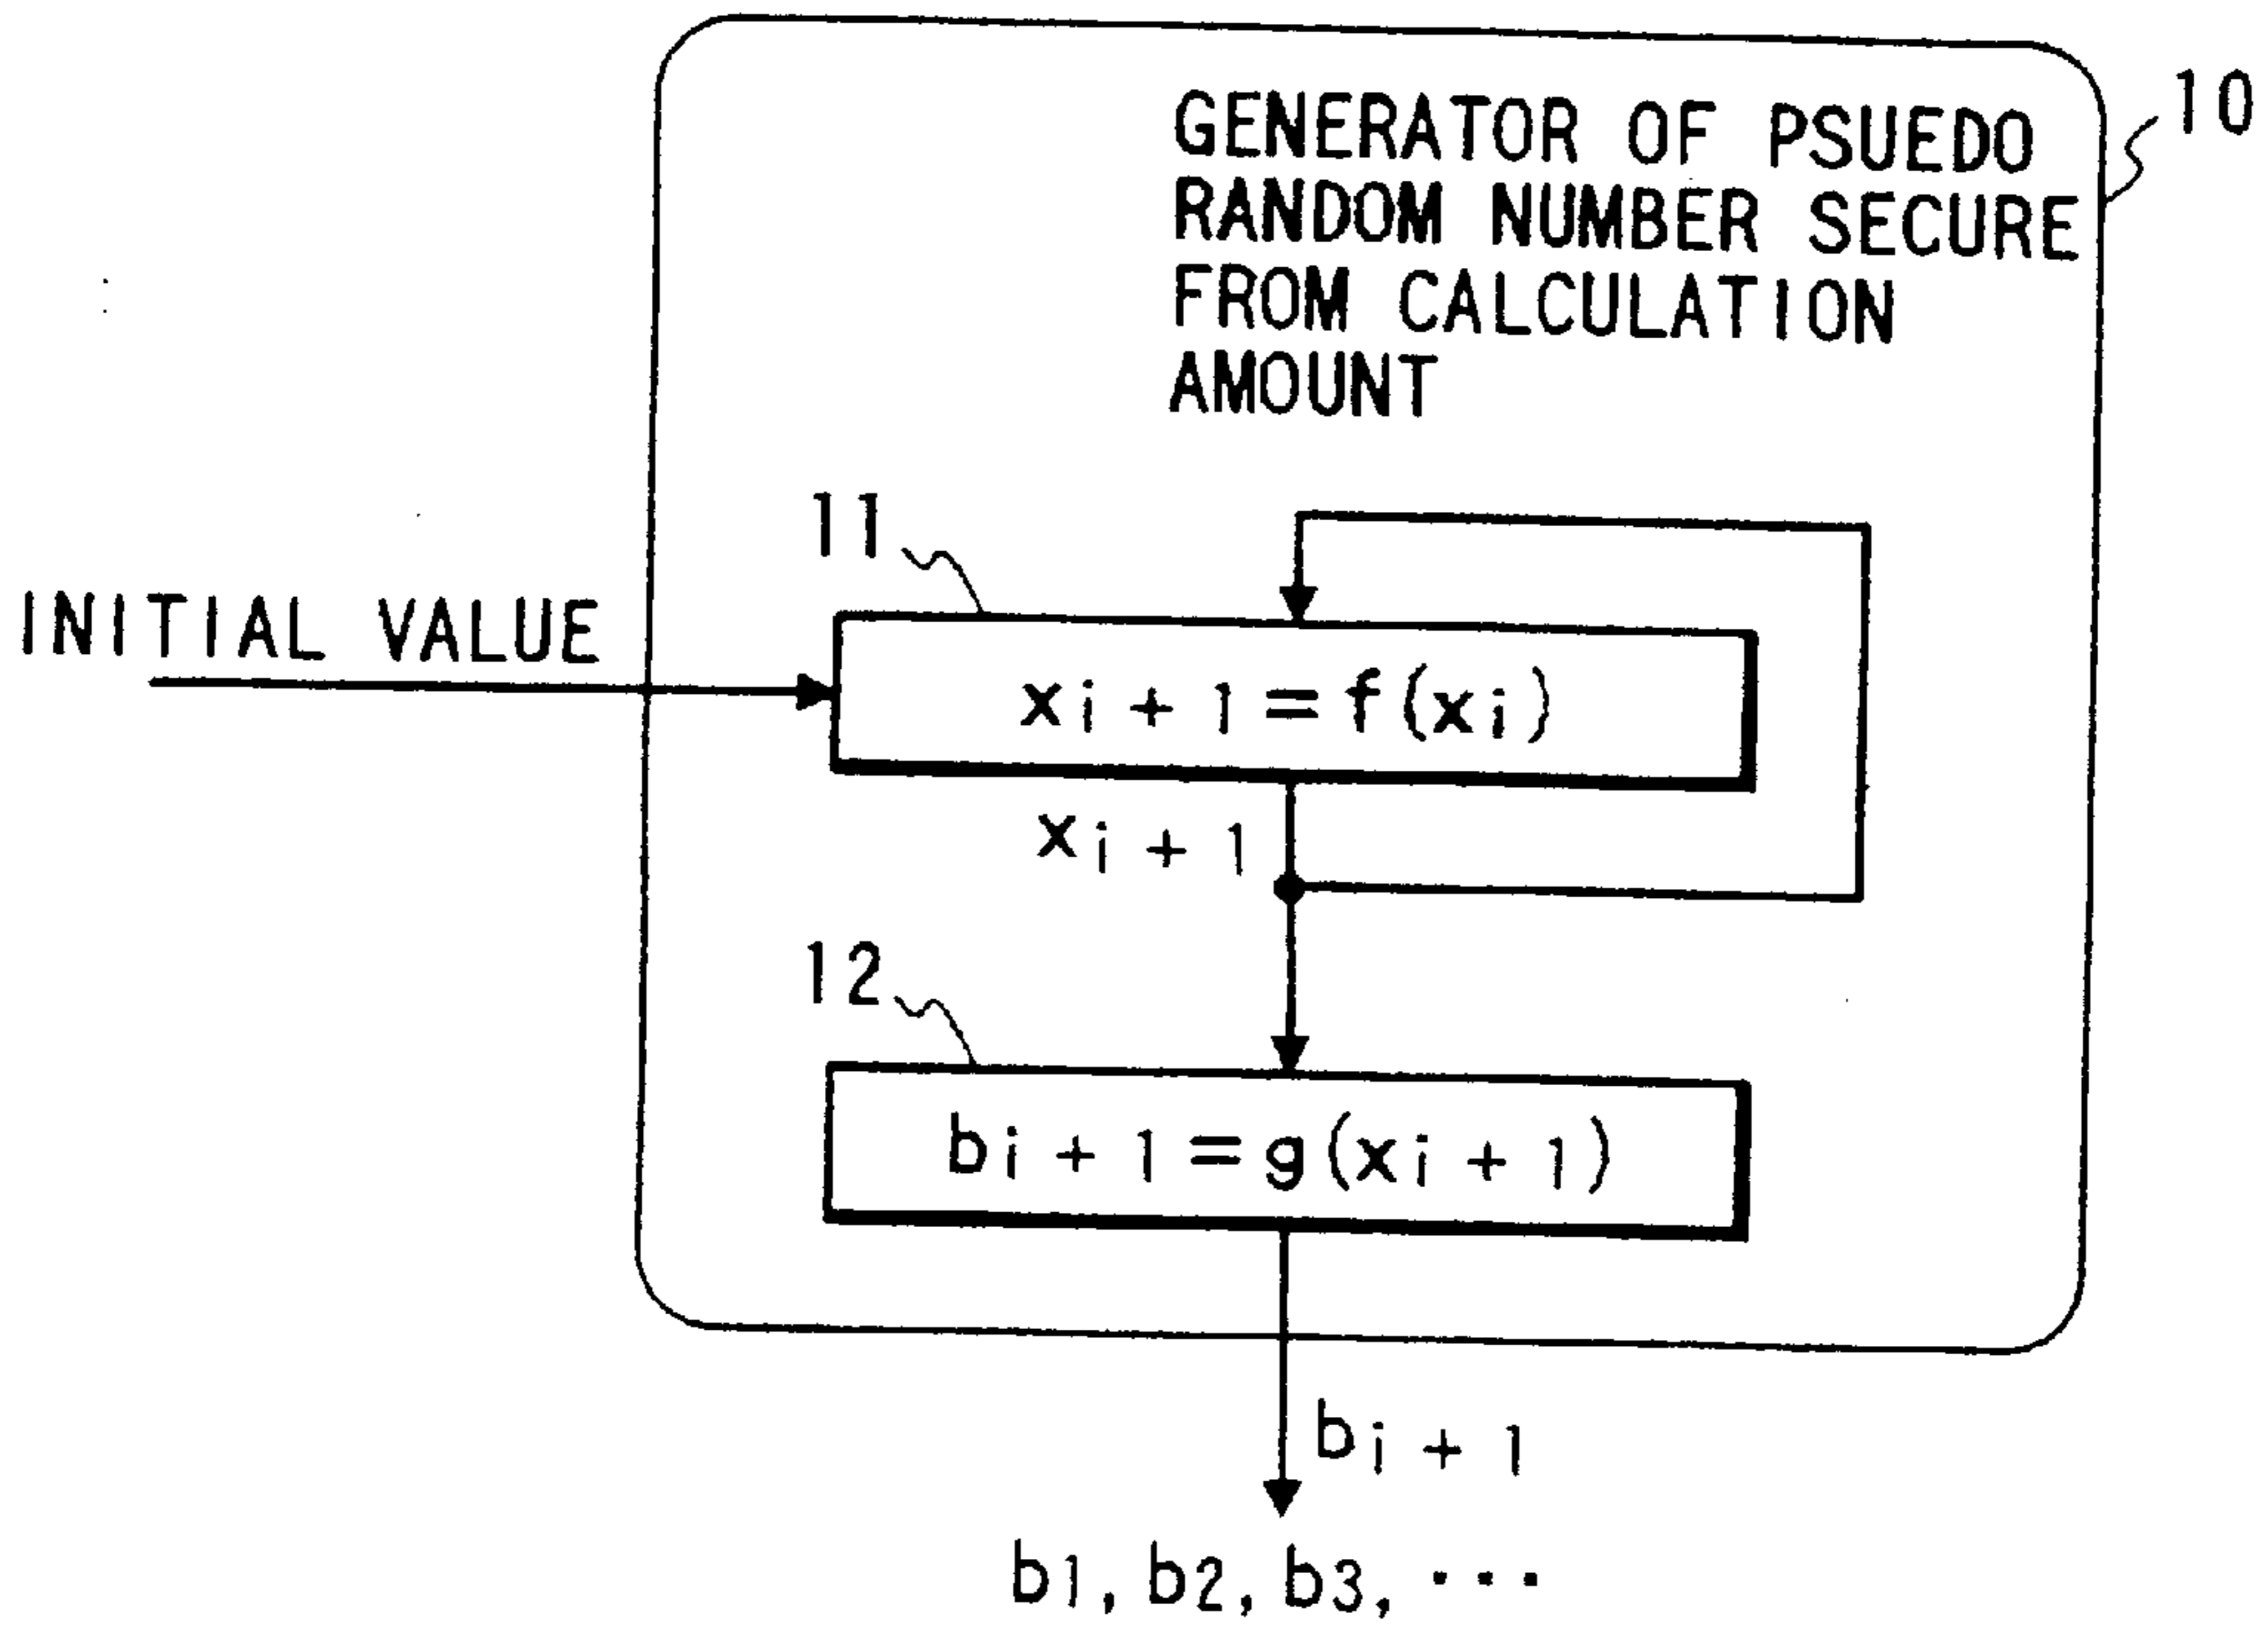 GENERATOR OF PSUEDO
RANDOM NUMBER SECURE
FROM CALCULATION
AMOUNT
10
11
INITIAL VALUE
xi + 1 = f(xi)
xi + 1
12
bi + 1 = g(xi + 1)
bi + 1
b1, b2, b3, ···